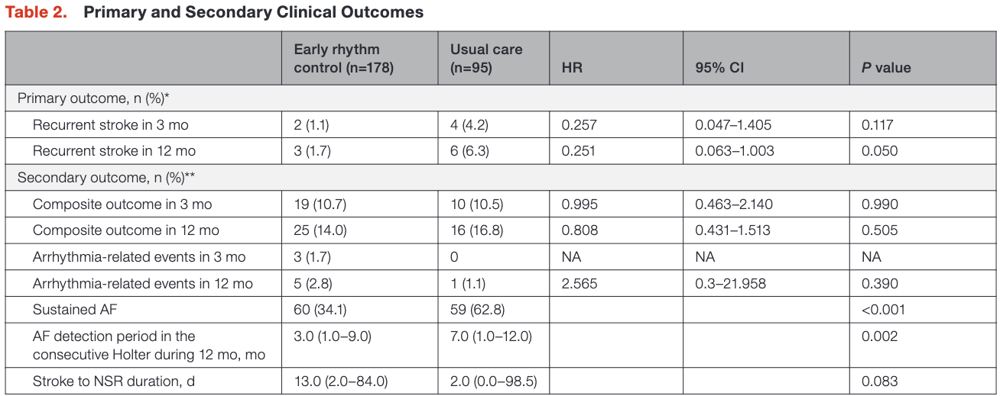 Table 2. Primary and Secondary Clinical Outcomes
Early rhythm control (n=178) Usual care (n=95) HR 95% CI P value
Primary outcome, n (%)*
Recurrent stroke in 3 mo 2 (1.1) 4 (4.2) 0.257 0.047–1.405 0.117
Recurrent stroke in 12 mo 3 (1.7) 6 (6.3) 0.251 0.063–1.003 0.050
Secondary outcome, n (%)**
Composite outcome in 3 mo 19 (10.7) 10 (10.5) 0.995 0.463–2.140 0.990
Composite outcome in 12 mo 25 (14.0) 16 (16.8) 0.808 0.431–1.513 0.505
Arrhythmia-related events in 3 mo 3 (1.7) 0 NA NA NA
Arrhythmia-related events in 12 mo 5 (2.8) 1 (1.1) 2.565 0.3–21.958 0.390
Sustained AF 60 (34.1) 59 (62.8) <0.001
AF detection period in the consecutive Holter during 12 mo, mo 3.0 (1.0–9.0) 7.0 (1.0–12.0) 0.002
Stroke to NSR duration, d 13.0 (2.0–84.0) 2.0 (0.0–98.5) 0.083